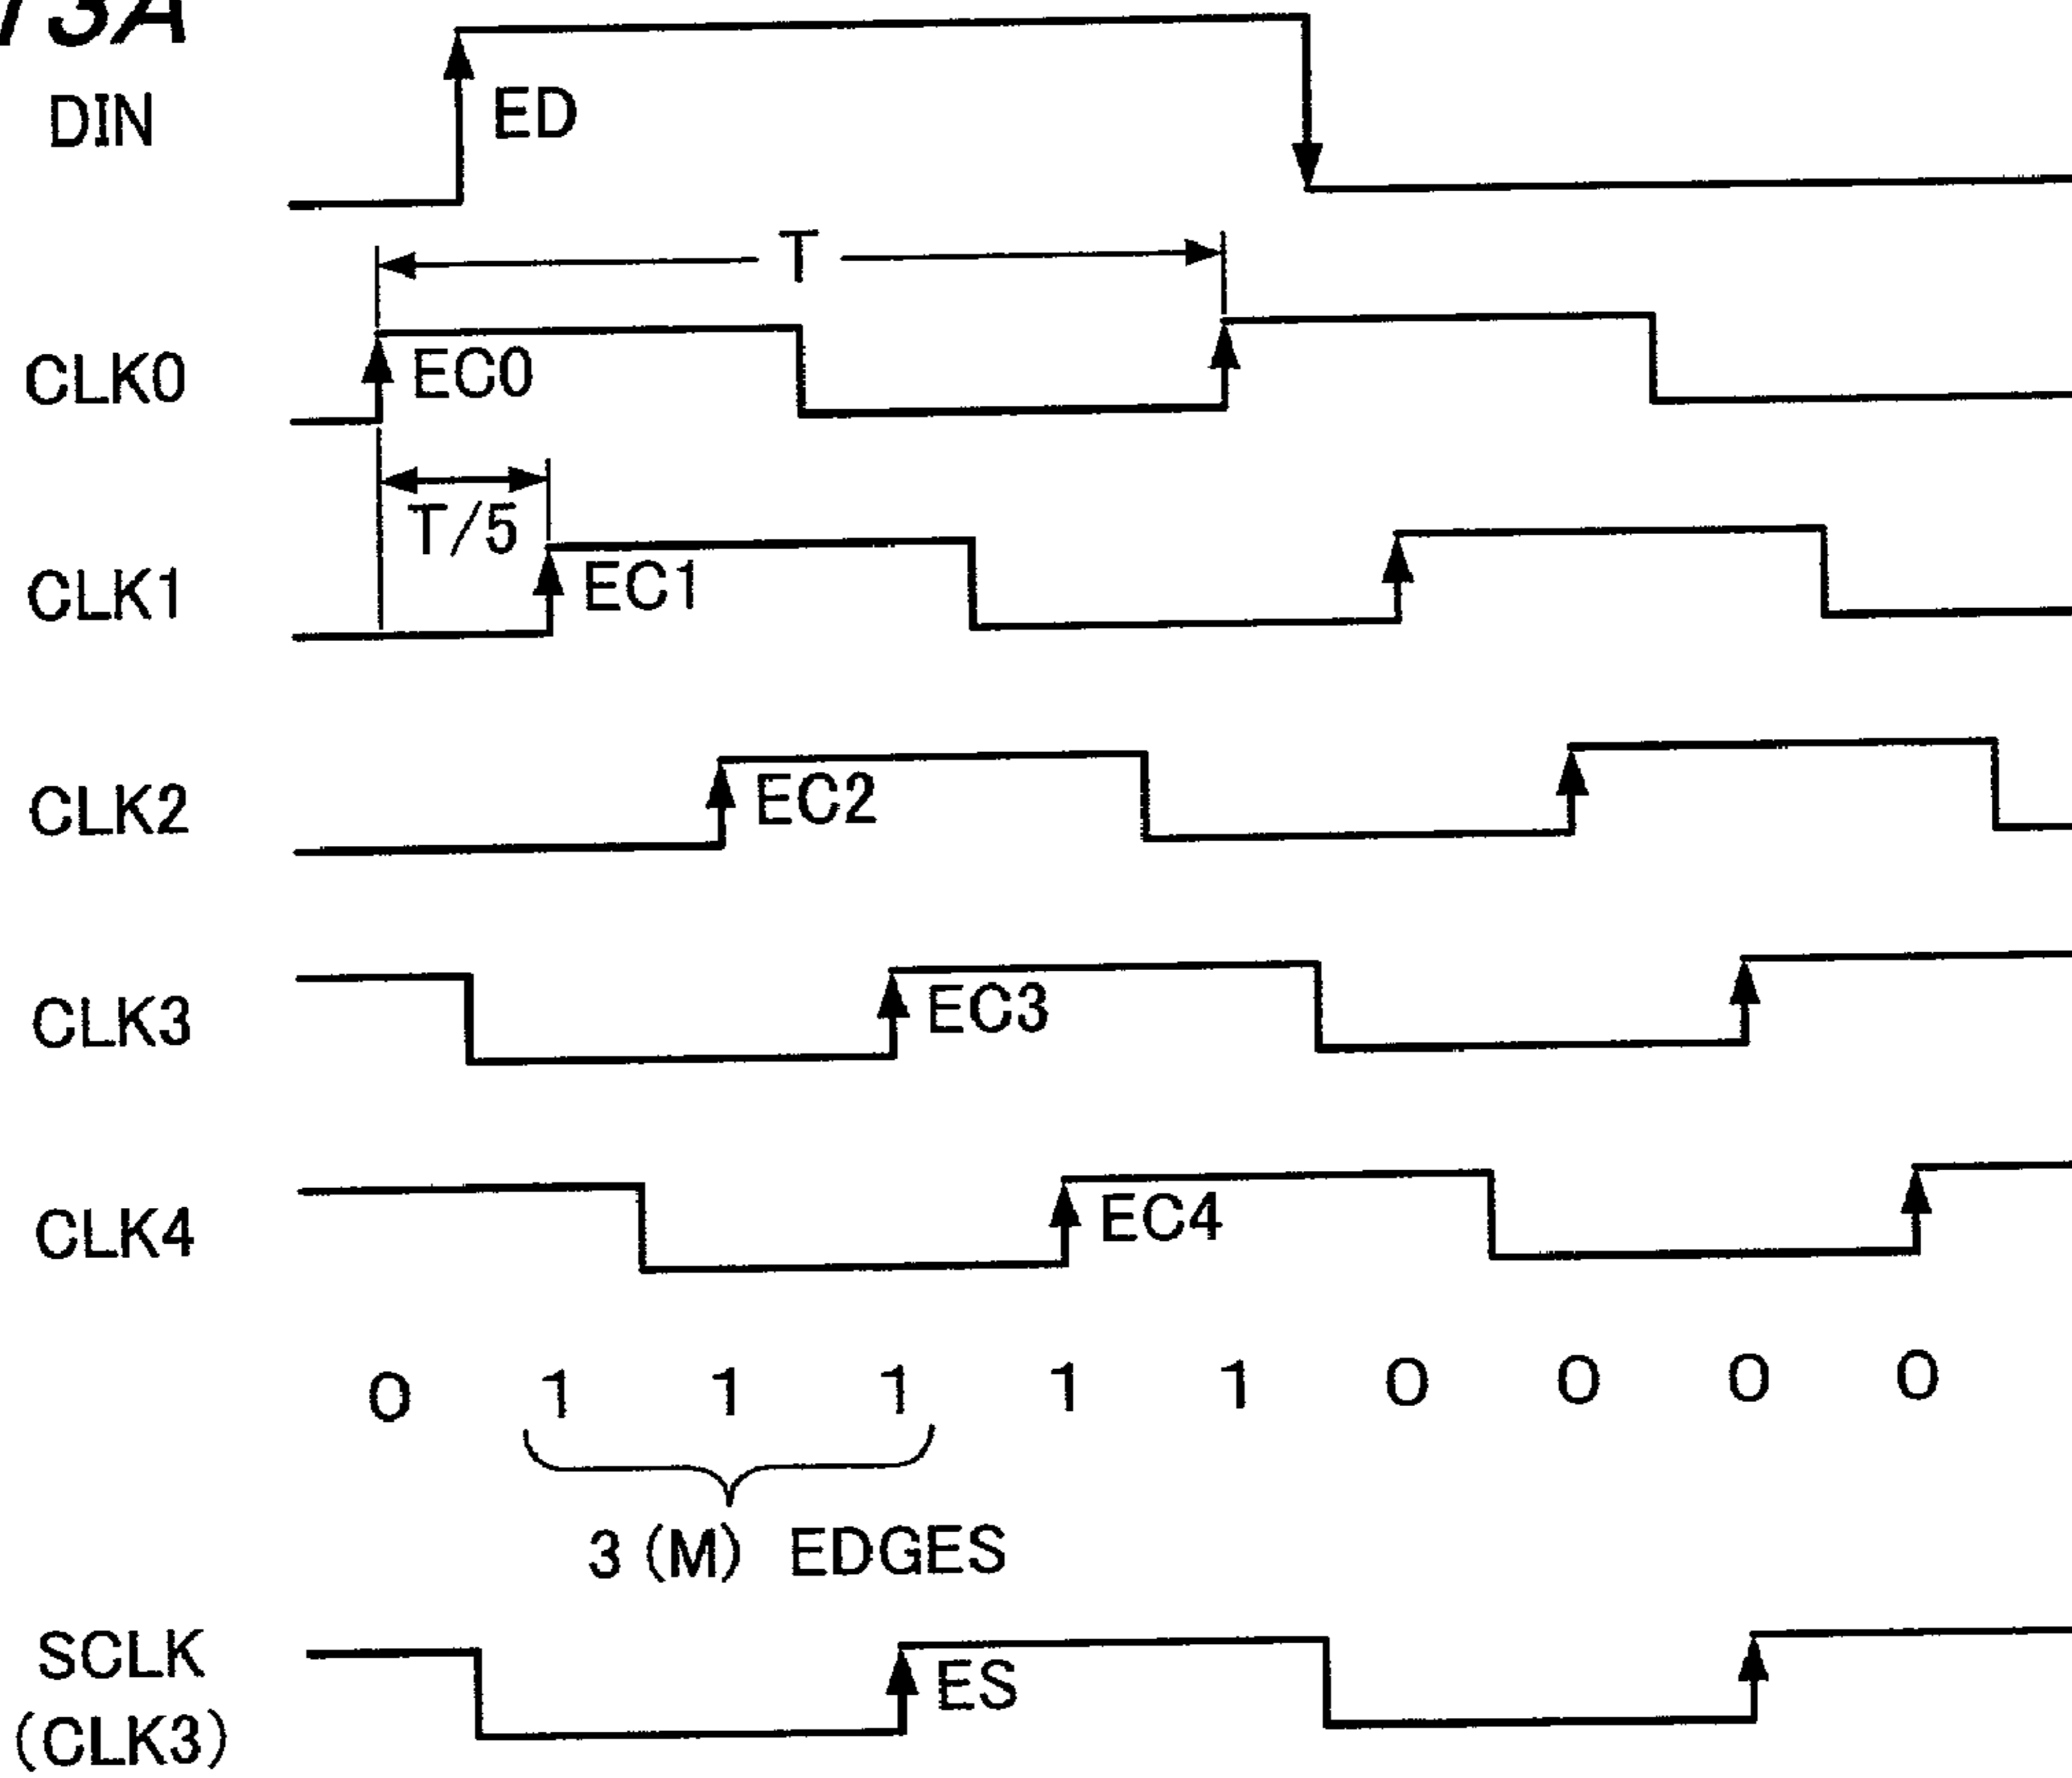 13A
DIN
ED
T
CLK0
EC0
T/5
CLK1
EC1
CLK2
EC2
CLK3
EC3
CLK4
EC4
0 1 1 1 1 1 0 0 0 0
3 (M) EDGES
SCLK
(CLK3)
ES